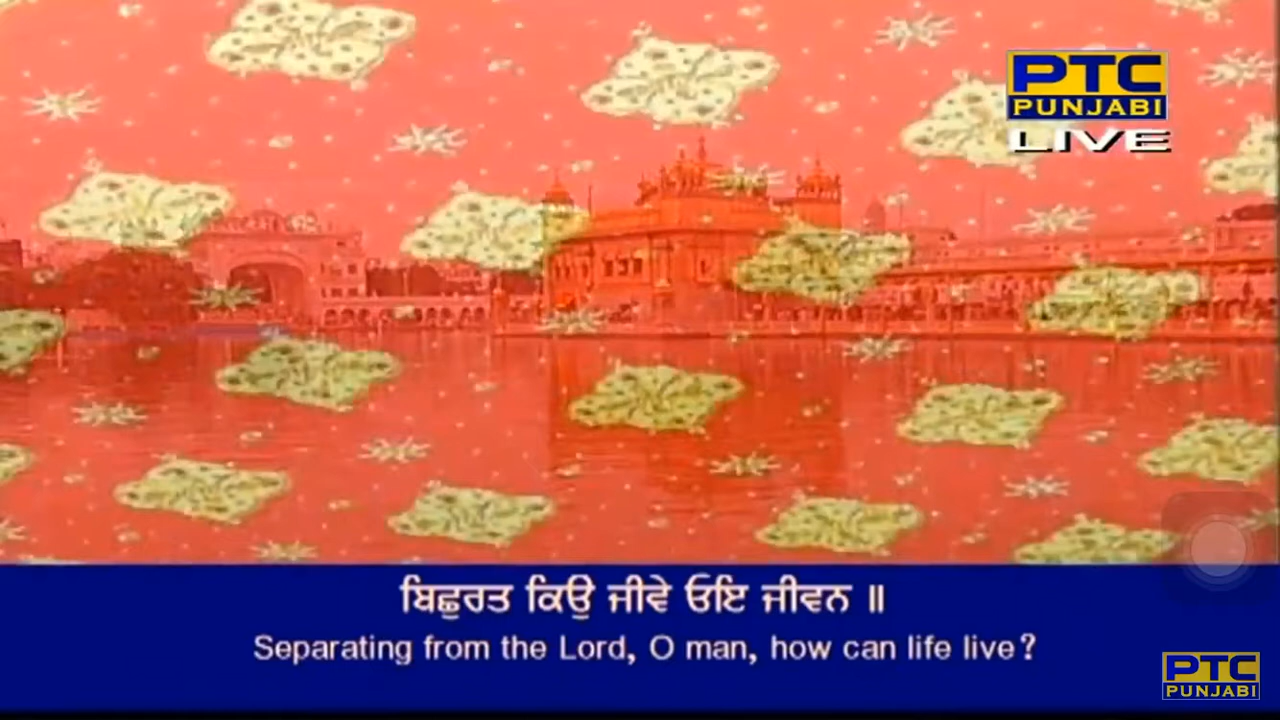 PTC
PUNJABI
LIVE
ਬਿਛੁਰਤ ਕਿਉ ਜੀਵੇ ਓਇ ਜੀਵਨ ॥
Separating from the Lord, O man, how can life live?
PTC
PUNJABI